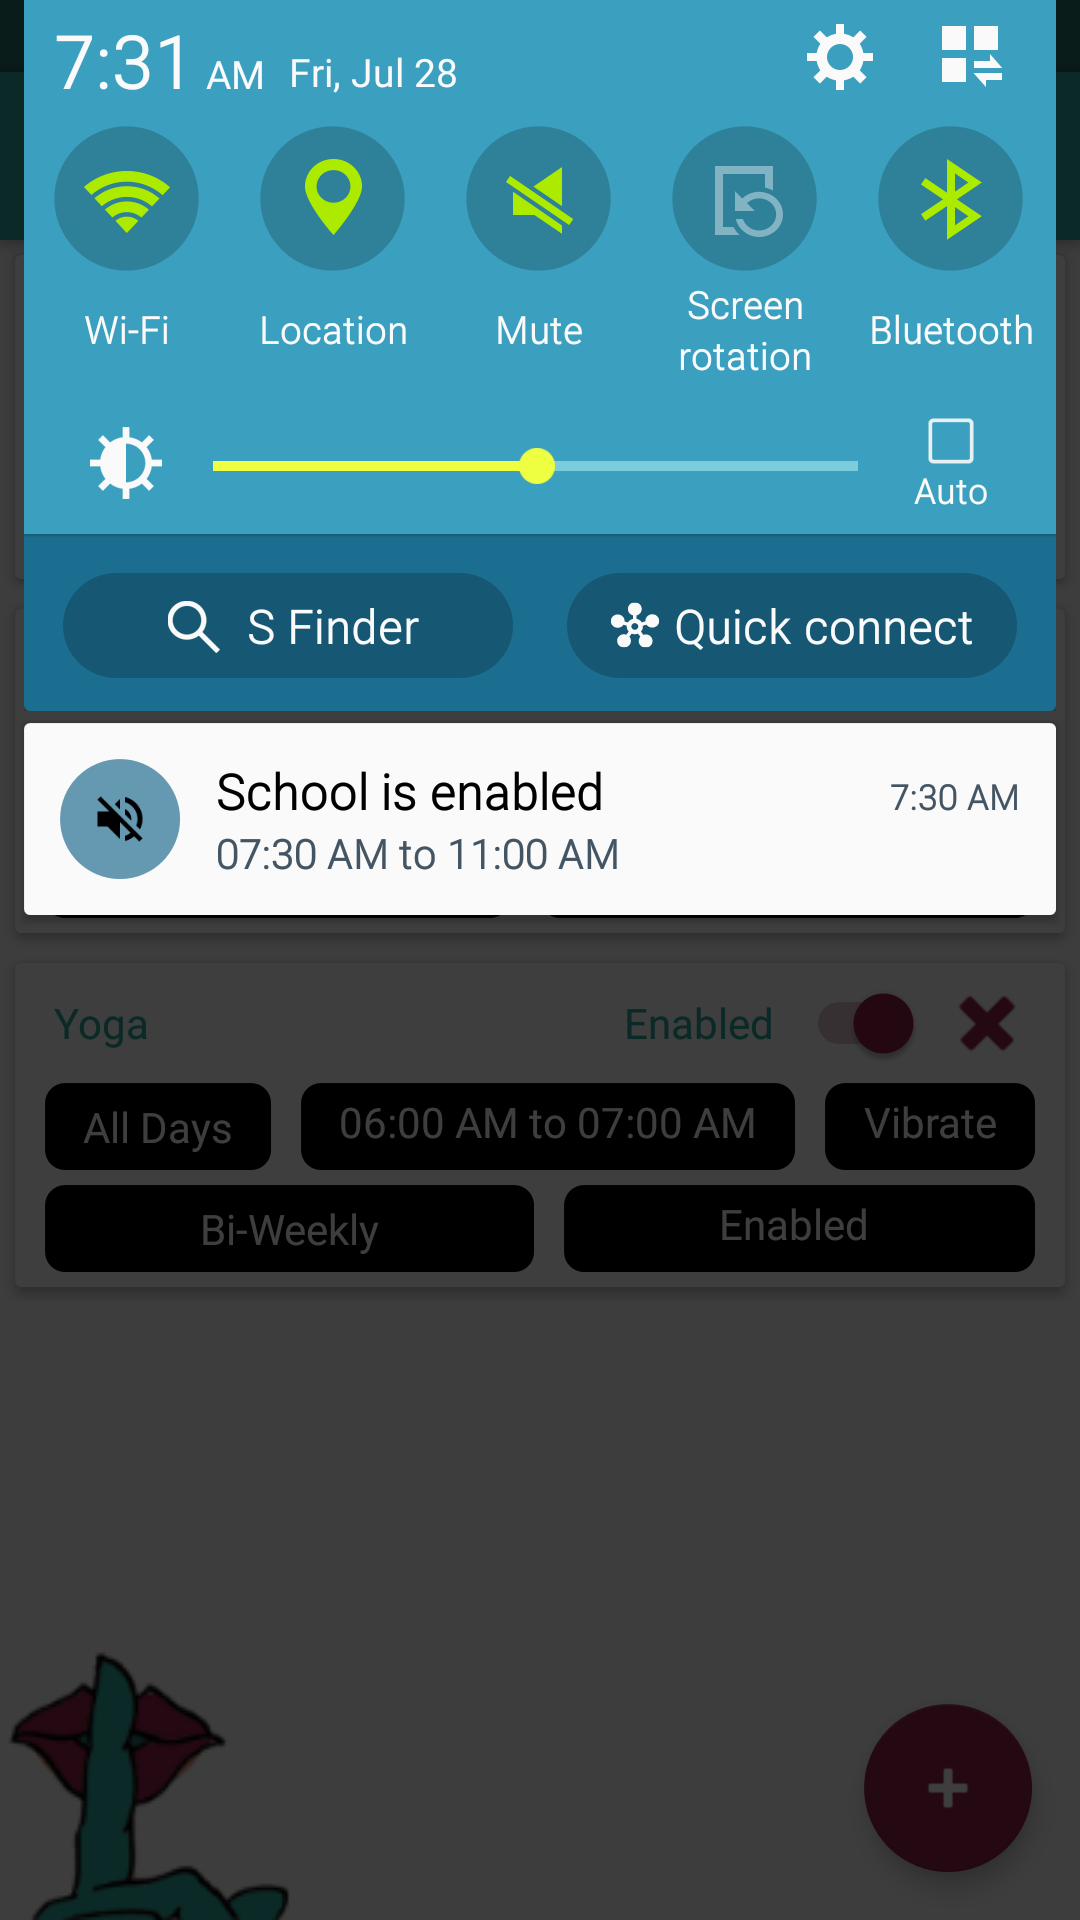 7:31 AM Fri, Jul 28
Wi-Fi
Location
Mute
Screen
rotation
Bluetooth
Auto
S Finder
Quick connect
School is enabled
7:30 AM
07:30 AM to 11:00 AM
Yoga
Enabled
All Days
06:00 AM to 07:00 AM
Vibrate
Bi-Weekly
Enabled